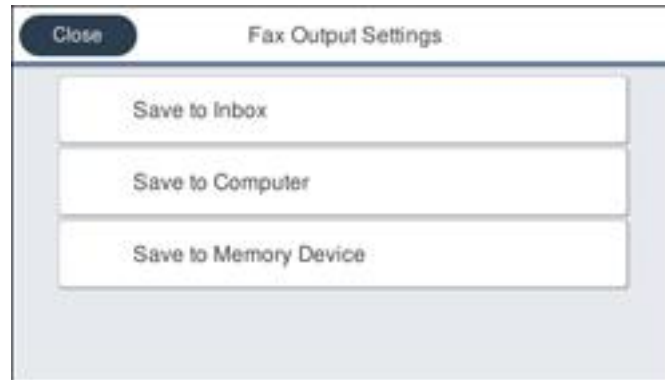 Close
Fax Output Settings
Save to Inbox
Save to Computer
Save to Memory Device